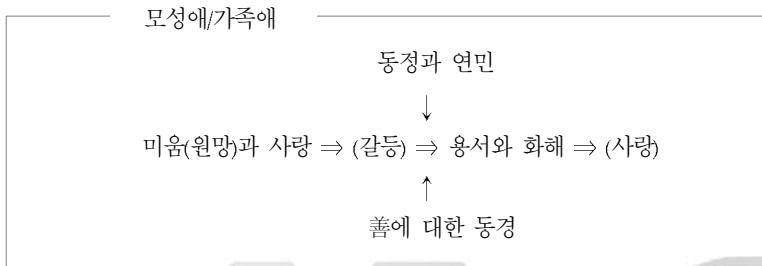 모성애/가족애
동정과 연민
↓
미움(원망)과 사랑 ⇒ (갈등) ⇒ 용서와 화해 ⇒ (사랑)
↑
善에 대한 동경